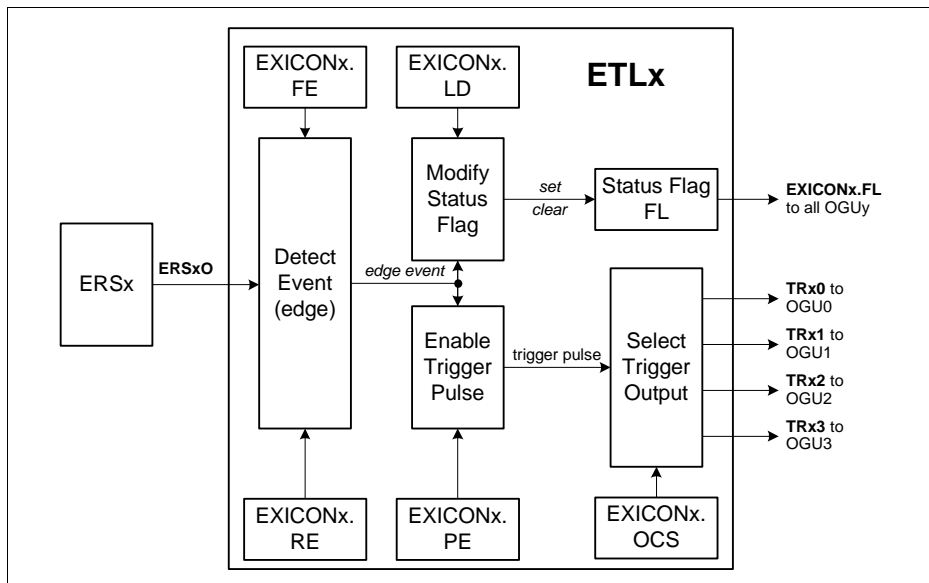 EXICONx.
FE
EXICONx.
LD
ETLx
Modify
Status
Flag
set
clear
Status Flag
FL
EXICONx.FL
to all OGUy
ERSx
ERSxO
Detect
Event
(edge)
edge event
Enable
Trigger
Pulse
trigger pulse
Select
Trigger
Output
TRx0 to
OGU0
TRx1 to
OGU1
TRx2 to
OGU2
TRx3 to
OGU3
EXICONx.
RE
EXICONx.
PE
EXICONx.
OCS